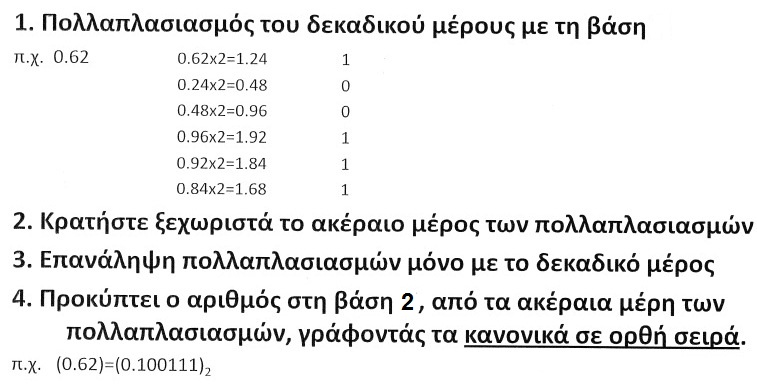 1. Πολλαπλασιασμός του δεκαδικού μέρους με τη βάση
π.χ. 0.62 0.62x2=1.24 1
0.24x2=0.48 0
0.48x2=0.96 0
0.96x2=1.92 1
0.92x2=1.84 1
0.84x2=1.68 1
2. Κρατήστε ξεχωριστά το ακέραιο μέρος των πολλαπλασιασμών
3. Επανάληψη πολλαπλασιασμών μόνο με το δεκαδικό μέρος
4. Προκύπτει ο αριθμός στη βάση 2, από τα ακέραια μέρη των
πολλαπλασιασμών, γράφοντάς τα κανονικά σε ορθή σειρά.
π.χ. (0.62)=(0.100111)₂